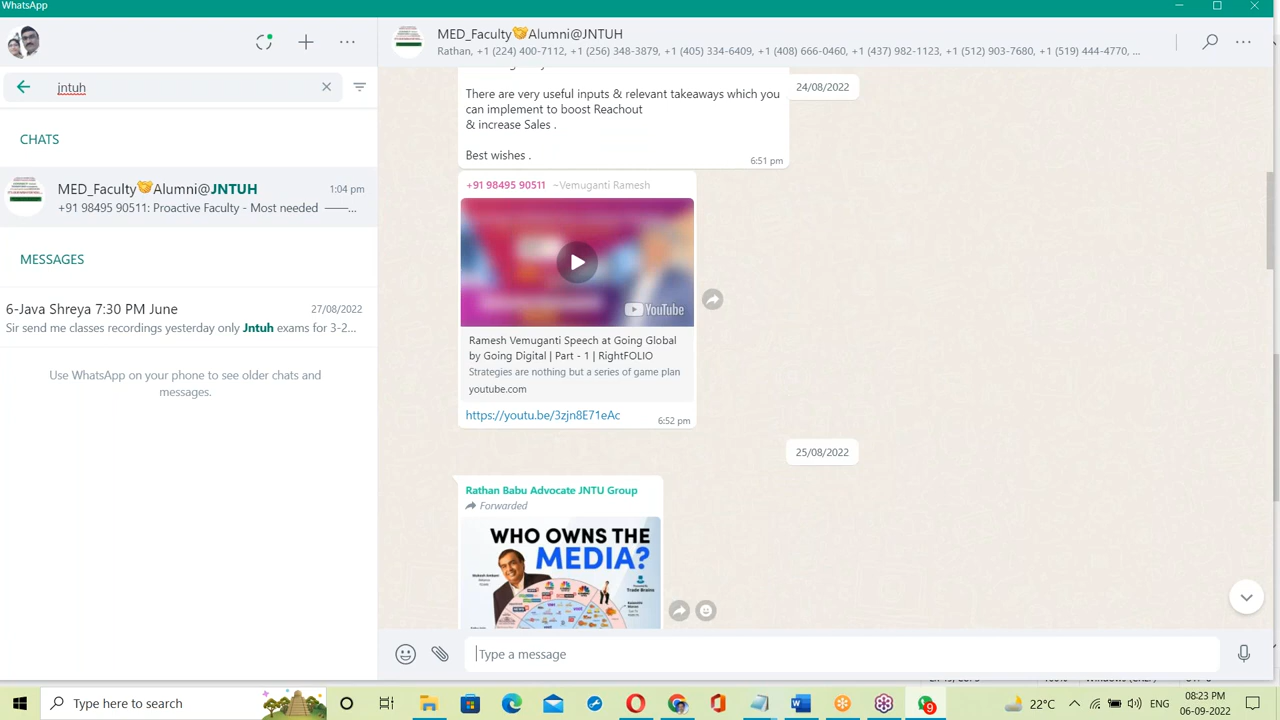 WhatsApp
jntuh
CHATS
MED_Faculty🤝Alumni@JNTUH
1:04 pm
+91 98495 90511: Proactive Faculty - Most needed ——...
MESSAGES
6-Java Shreya 7:30 PM June
27/08/2022
Sir send me classes recordings yesterday only Jntuh exams for 3-2...
Use WhatsApp on your phone to see older chats and
messages.
MED_Faculty🤝Alumni@JNTUH
Rathan, +1 (224) 400-7112, +1 (256) 348-3879, +1 (405) 334-6409, +1 (408) 666-0460, +1 (437) 982-1123, +1 (512) 903-7680, +1 (519) 444-4770, ...
24/08/2022
There are very useful inputs & relevant takeaways which you
can implement to boost Reachout
& increase Sales .
Best wishes .
6:51 pm
+91 98495 90511 ~Vemuganti Ramesh
YouTube
Ramesh Vemuganti Speech at Going Global
by Going Digital | Part - 1 | RightFOLIO
Strategies are nothing but a series of game plan
youtube.com
https://youtu.be/3zjn8E71eAc
6:52 pm
25/08/2022
Rathan Babu Advocate JNTU Group
Forwarded
WHO OWNS THE
MEDIA?
Trade Brains
Type a message
Type here to search
9
22°C
ENG
08:23 PM
06-09-2022